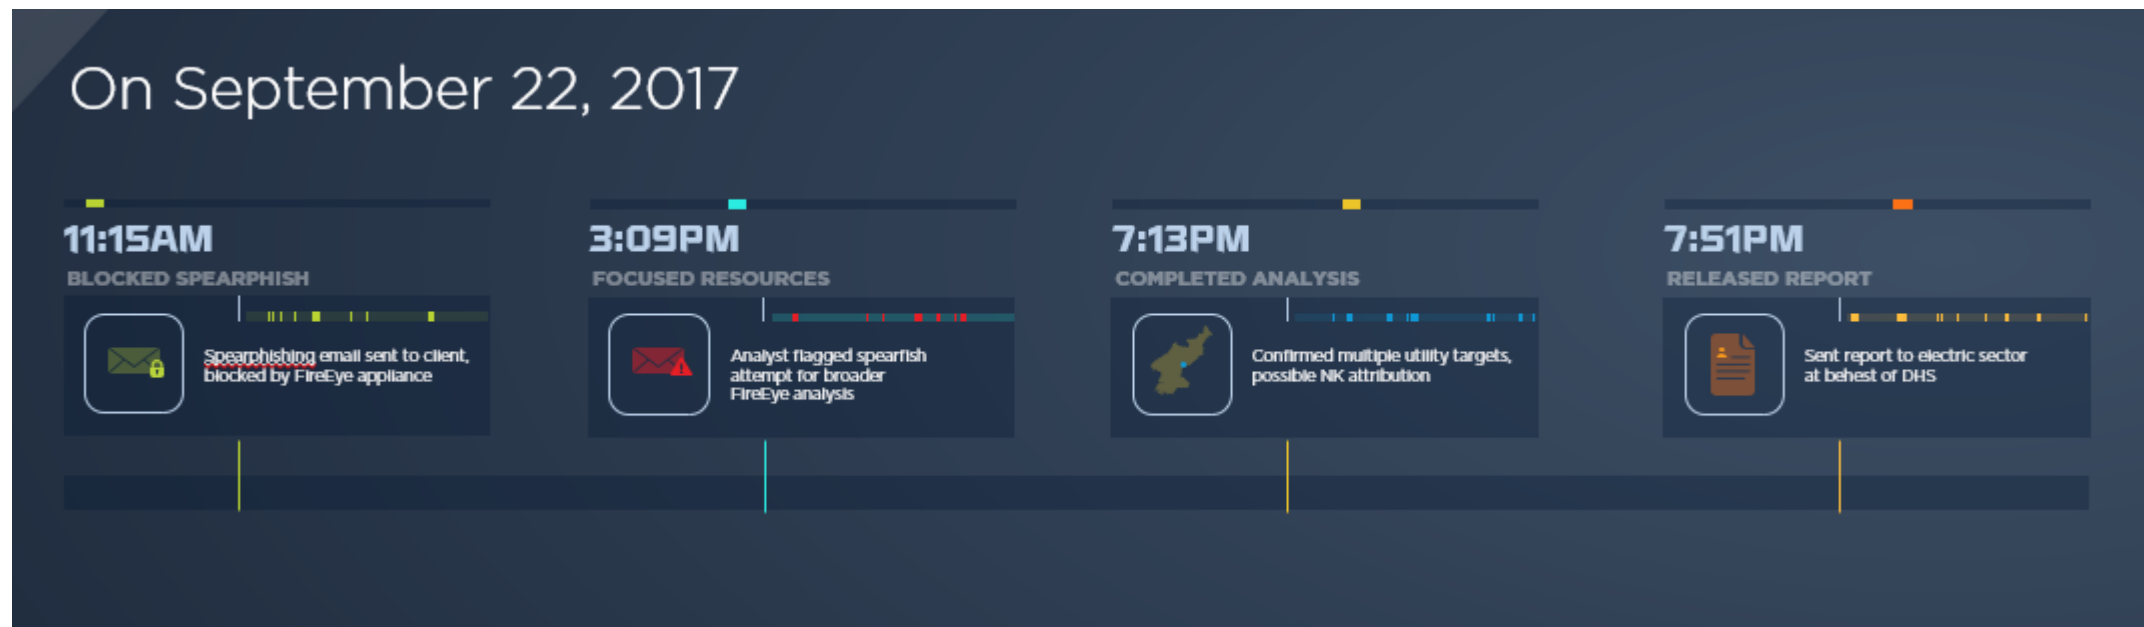 On September 22, 2017
11:15AM
BLOCKED SPEARPHISH
Spearphishing email sent to client,
blocked by FireEye appliance
3:09PM
FOCUSED RESOURCES
Analyst flagged spearfish
attempt for broader
FireEye analysis
7:13PM
COMPLETED ANALYSIS
Confirmed multiple utility targets,
possible NK attribution
7:51PM
RELEASED REPORT
Sent report to electric sector
at behest of DHS